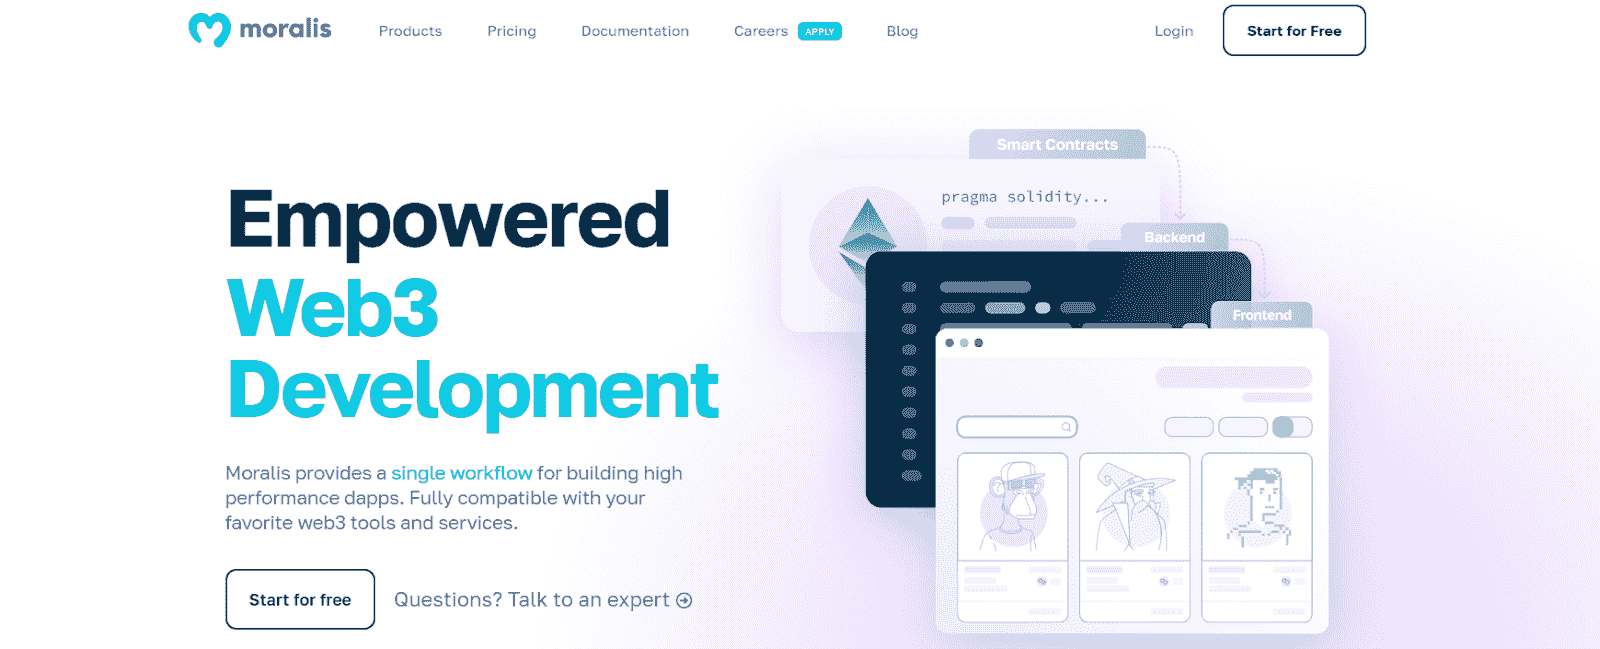 moralis
Products
Pricing
Documentation
Careers
APPLY
Blog
Login
Start for Free
Empowered
Web3
Development
Moralis provides a single workflow for building high
performance dapps. Fully compatible with your
favorite web3 tools and services.
Start for free
Questions? Talk to an expert
Smart Contracts
pragma solidity...
Backend
Frontend